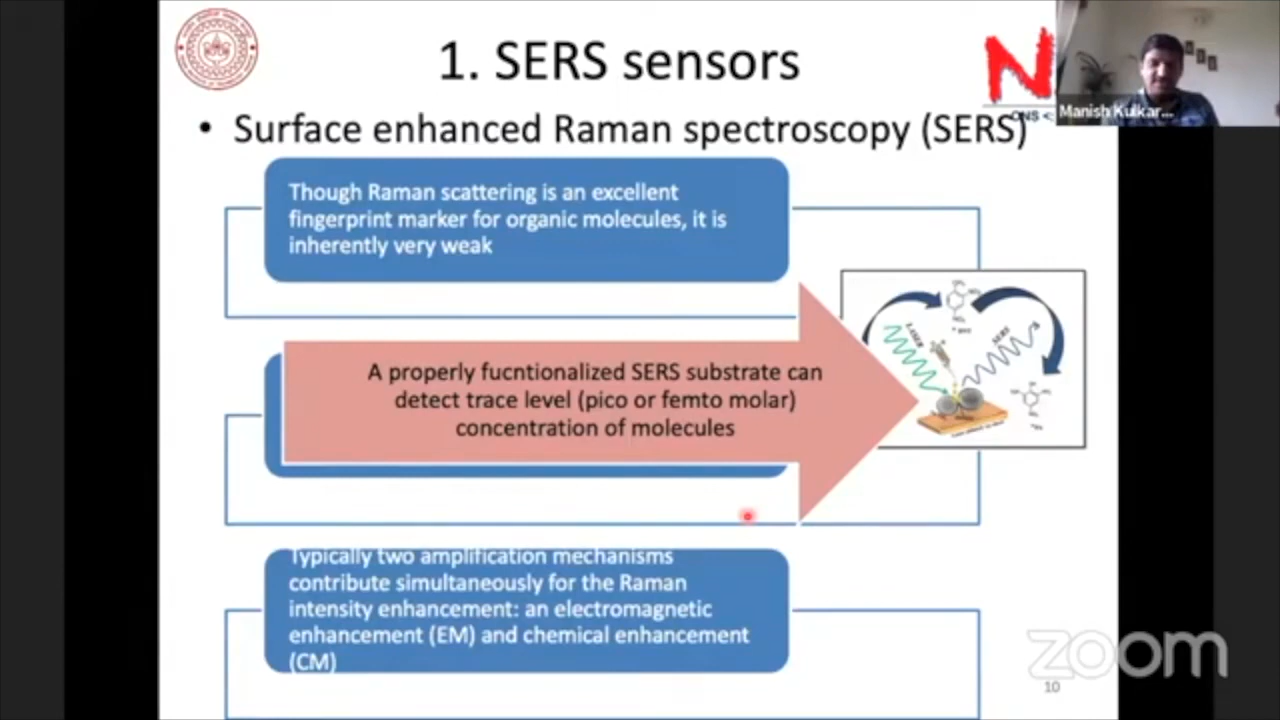 1. SERS sensors
N
ONS <
Manish Kulkar...
• Surface enhanced Raman spectroscopy (SERS)
Though Raman scattering is an excellent
fingerprint marker for organic molecules, it is
inherently very weak
A properly fucntionalized SERS substrate can
detect trace level (pico or femto molar)
concentration of molecules
LASER
SERS
Typically two amplification mechanisms
contribute simultaneously for the Raman
intensity enhancement: an electromagnetic
enhancement (EM) and chemical enhancement
(CM)
zoom
10